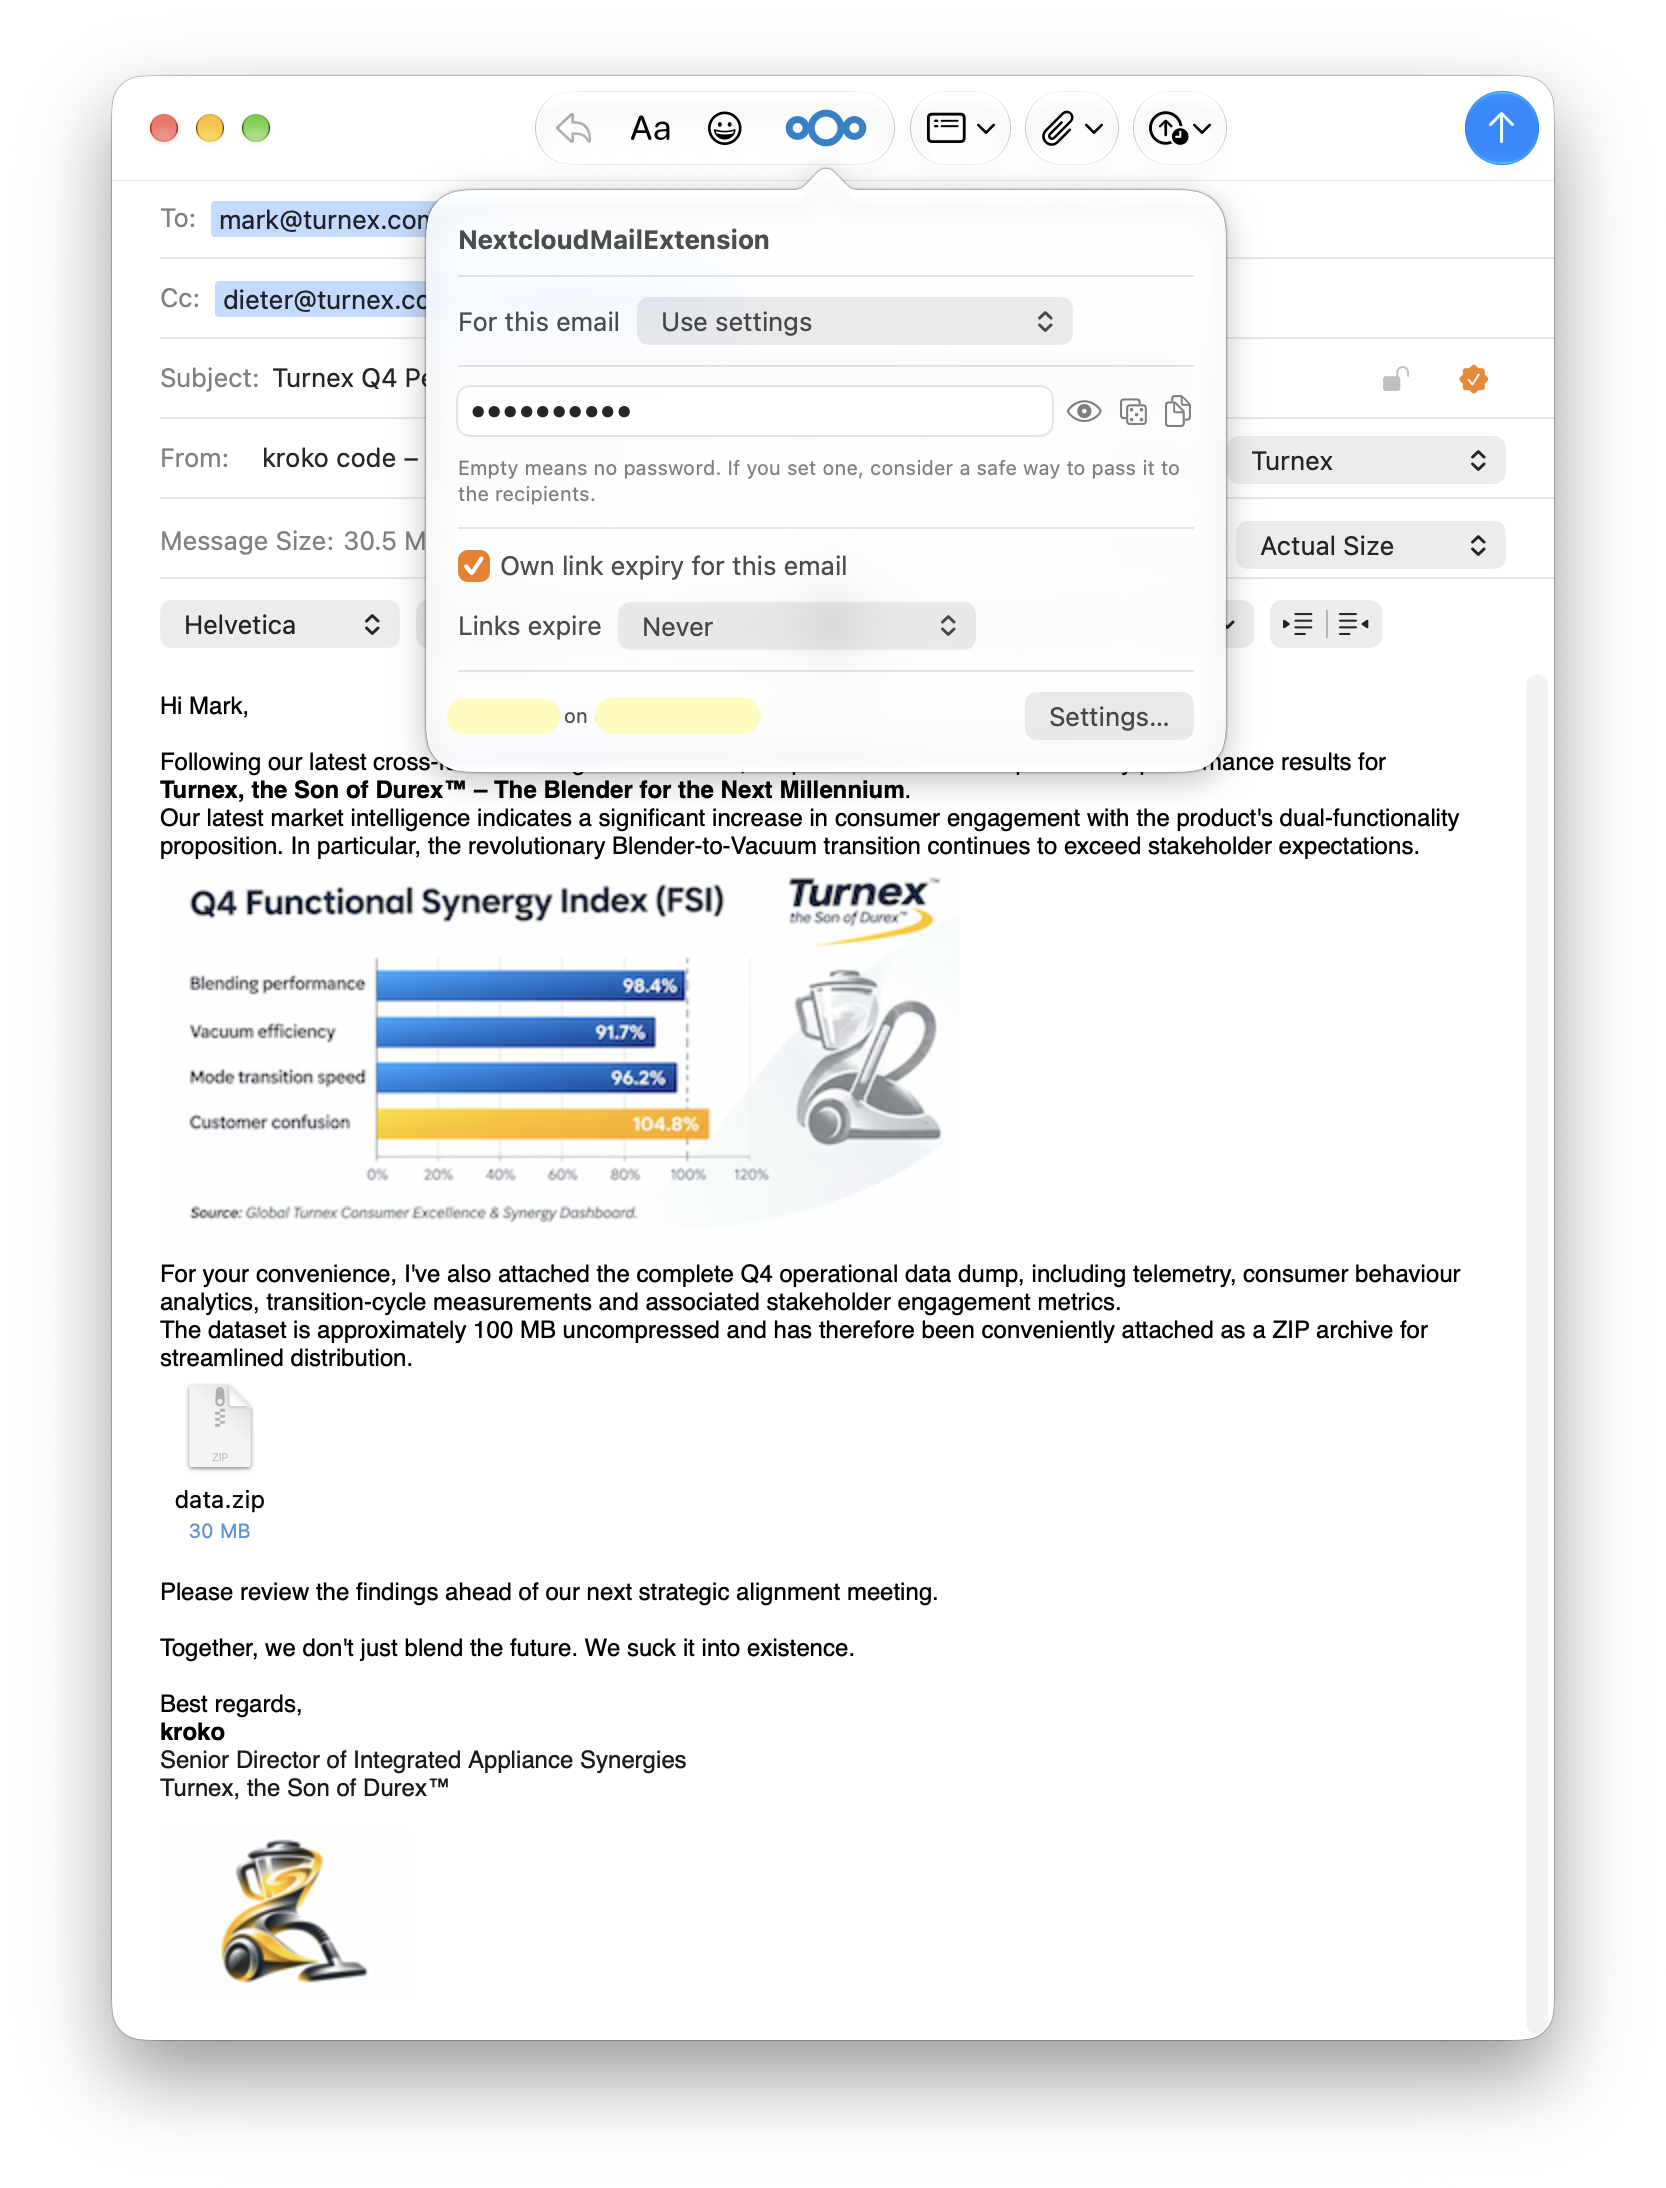 Aa
NextcloudMailExtension
To: mark@turnex.com
For this email Use settings
Cc: dieter@turnex.co
Subject: Turnex Q4 Pe
Empty means no password. If you set one, consider a safe way to pass it to
the recipients.
From: kroko code –
Turnex
Own link expiry for this email
Message Size: 30.5 M
Actual Size
Links expire Never
Helvetica
on
Settings...
Hi Mark,
Following our latest cross-
mance results for
Turnex, the Son of Durex™ – The Blender for the Next Millennium.
Our latest market intelligence indicates a significant increase in consumer engagement with the product's dual-functionality
proposition. In particular, the revolutionary Blender-to-Vacuum transition continues to exceed stakeholder expectations.
Q4 Functional Synergy Index (FSI)
Turnex™
the Son of Durex™
Blending performance 98.4%
Vacuum efficiency 91.7%
Mode transition speed 96.2%
Customer confusion 104.8%
0% 20% 40% 60% 80% 100% 120%
Source: Global Turnex Consumer Excellence & Synergy Dashboard.
For your convenience, I've also attached the complete Q4 operational data dump, including telemetry, consumer behaviour
analytics, transition-cycle measurements and associated stakeholder engagement metrics.
The dataset is approximately 100 MB uncompressed and has therefore been conveniently attached as a ZIP archive for
streamlined distribution.
ZIP
data.zip
30 MB
Please review the findings ahead of our next strategic alignment meeting.
Together, we don't just blend the future. We suck it into existence.
Best regards,
kroko
Senior Director of Integrated Appliance Synergies
Turnex, the Son of Durex™